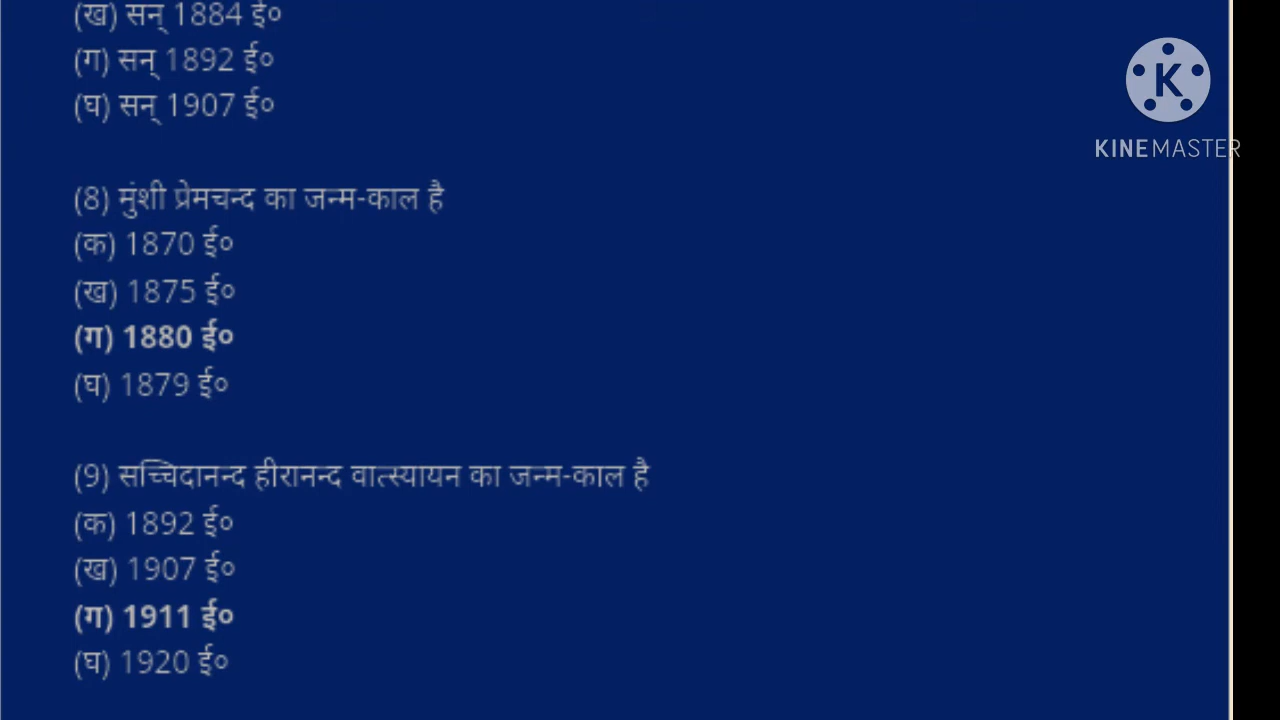 (ख) सन् 1884 ई०
(ग) सन् 1892 ई०
(घ) सन् 1907 ई०
K
KINEMASTER
(8) मुंशी प्रेमचन्द का जन्म-काल है
(क) 1870 ई०
(ख) 1875 ई०
(ग) 1880 ई०
(घ) 1879 ई०
(9) सच्चिदानन्द हीरानन्द वात्स्यायन का जन्म-काल है
(क) 1892 ई०
(ख) 1907 ई०
(ग) 1911 ई०
(घ) 1920 ई०